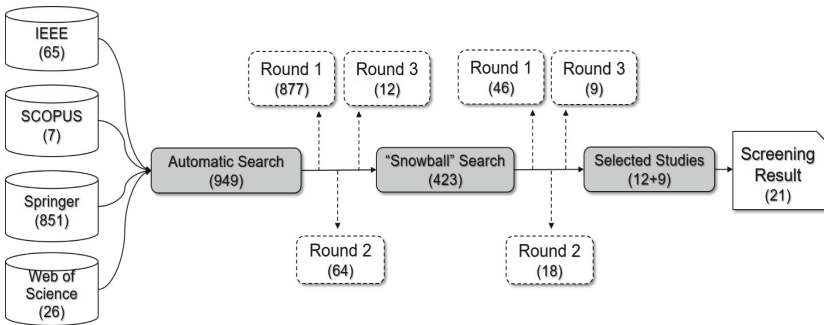 IEEE
(65)
SCOPUS
(7)
Springer
(851)
Web of
Science
(26)
Automatic Search
(949)
Round 1
(877)
Round 3
(12)
Round 2
(64)
“Snowball” Search
(423)
Round 1
(46)
Round 3
(9)
Round 2
(18)
Selected Studies
(12+9)
Screening
Result
(21)